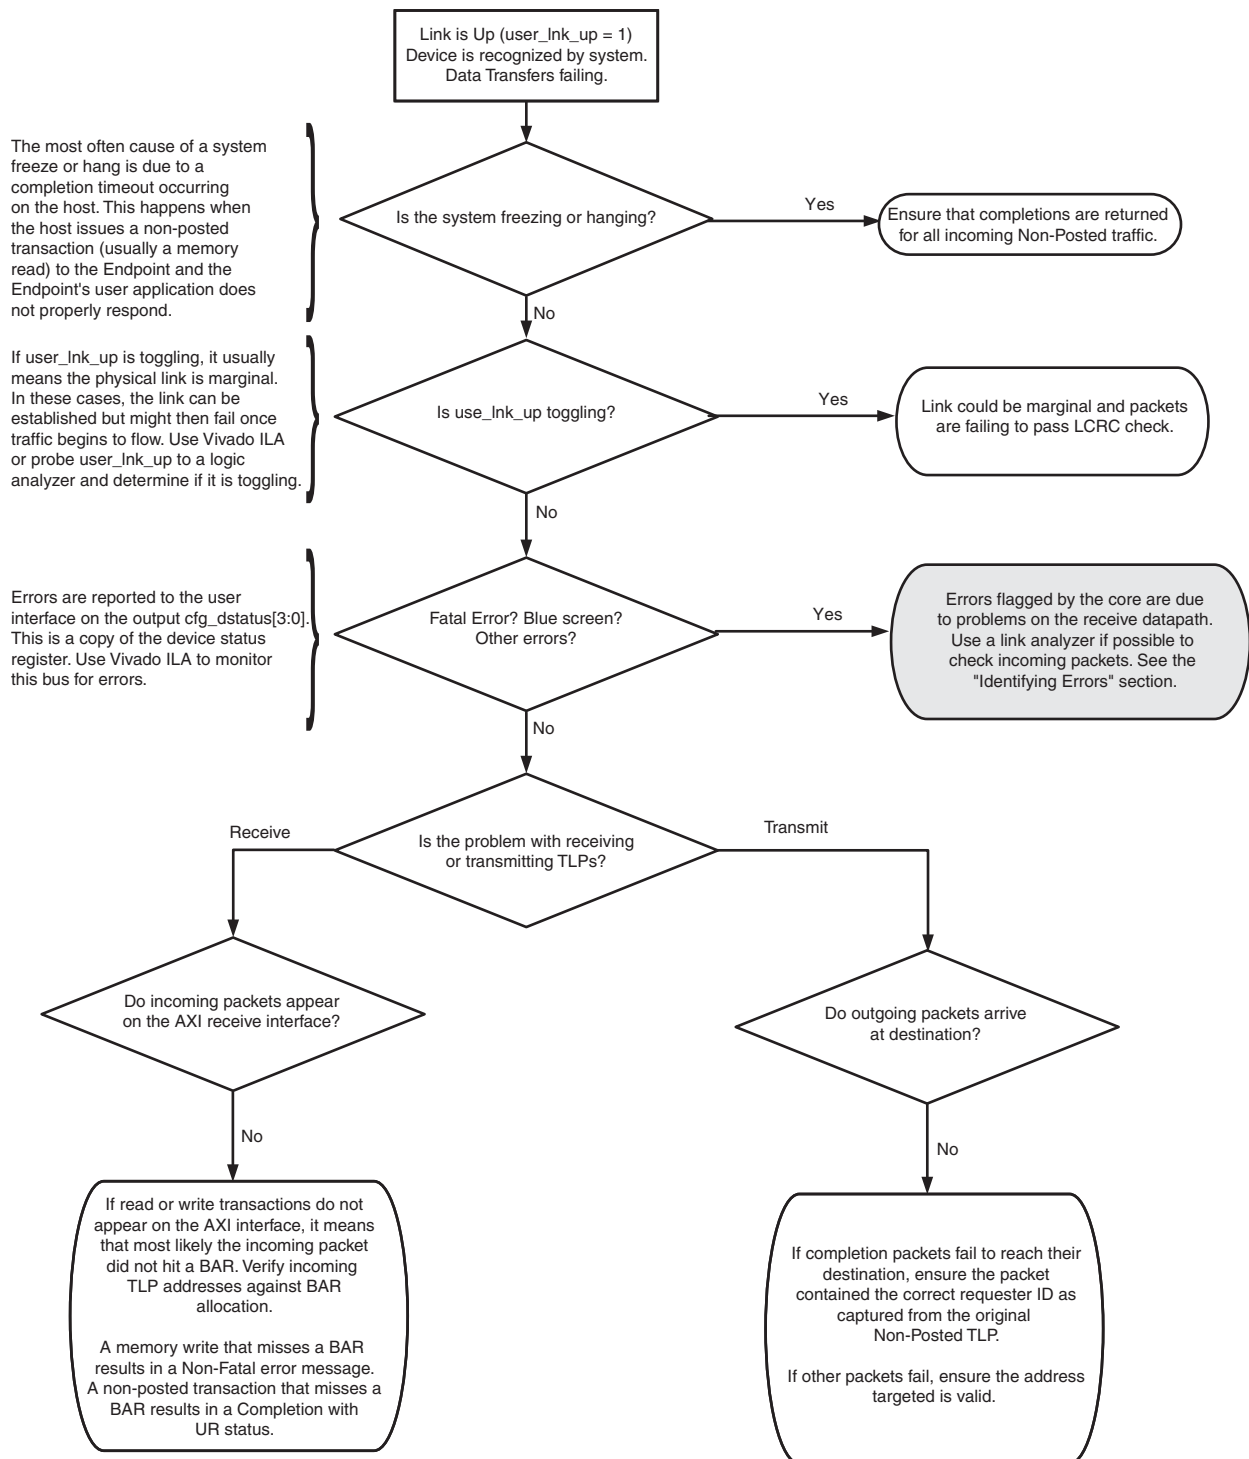 Link is Up (user_lnk_up = 1)
Device is recognized by system.
Data Transfers failing.
The most often cause of a system
freeze or hang is due to a
completion timeout occurring
on the host. This happens when
the host issues a non-posted
transaction (usually a memory
read) to the Endpoint and the
Endpoint's user application does
not properly respond.
Is the system freezing or hanging?
Yes
Ensure that completions are returned
for all incoming Non-Posted traffic.
No
If user_lnk_up is toggling, it usually
means the physical link is marginal.
In these cases, the link can be
established but might then fail once
traffic begins to flow. Use Vivado ILA
or probe user_lnk_up to a logic
analyzer and determine if it is toggling.
Is use_lnk_up toggling?
Yes
Link could be marginal and packets
are failing to pass LCRC check.
No
Errors are reported to the user
interface on the output cfg_dstatus[3:0].
This is a copy of the device status
register. Use Vivado ILA to monitor
this bus for errors.
Fatal Error? Blue screen?
Other errors?
Yes
Errors flagged by the core are due
to problems on the receive datapath.
Use a link analyzer if possible to
check incoming packets. See the
"Identifying Errors" section.
No
Is the problem with receiving
or transmitting TLPs?
Receive
Transmit
Do incoming packets appear
on the AXI receive interface?
Do outgoing packets arrive
at destination?
No
No
If read or write transactions do not
appear on the AXI interface, it means
that most likely the incoming packet
did not hit a BAR. Verify incoming
TLP addresses against BAR
allocation.
A memory write that misses a BAR
results in a Non-Fatal error message.
A non-posted transaction that misses a
BAR results in a Completion with
UR status.
If completion packets fail to reach their
destination, ensure the packet
contained the correct requester ID as
captured from the original
Non-Posted TLP.
If other packets fail, ensure the address
targeted is valid.